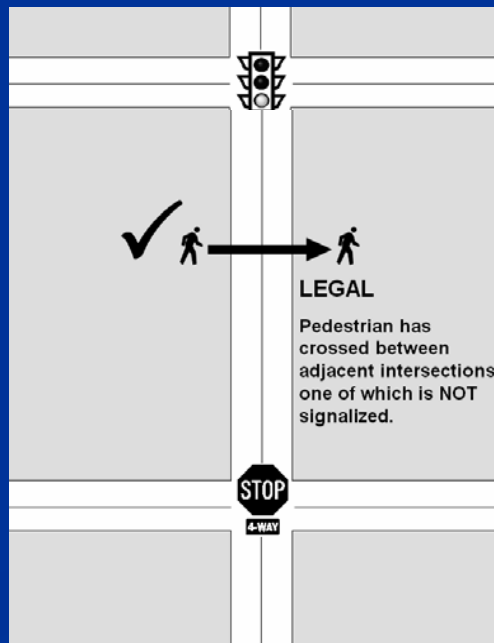 LEGAL
Pedestrian has
crossed between
adjacent intersections
one of which is NOT
signalized.
STOP
4-WAY